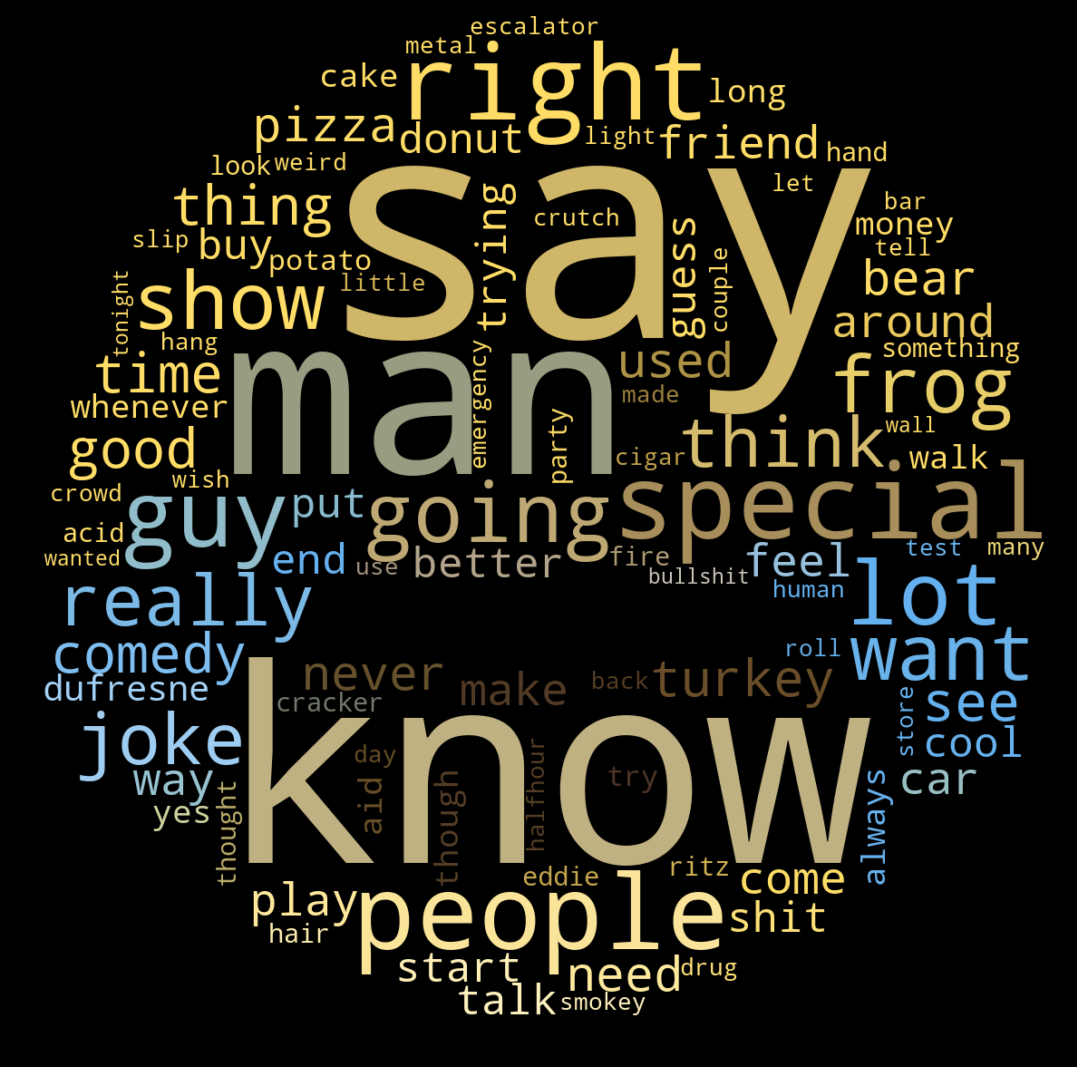 escalator
metal
right
cake
long
pizza
donut
light
friend
hand
look
weird
say
let
thing
trying
crutch
bar
money
slip
buy
potato
guess
couple
tell
bear
tonight
show
little
around
hang
man
emergency
used
something
time
made
frog
whenever
party
think
wall
good
cigar
walk
wish
special
crowd
guy
put
going
acid
wanted
end
use
better
fire
bullshit
feel
test
many
human
really
lot
comedy
never
make
back
turkey
roll
want
dufresne
cracker
know
store
see
joke
day
cool
way
aid
though
halfhour
try
car
yes
thought
always
eddie
ritz
come
play
people
shit
hair
start
need
drug
talk
smokey